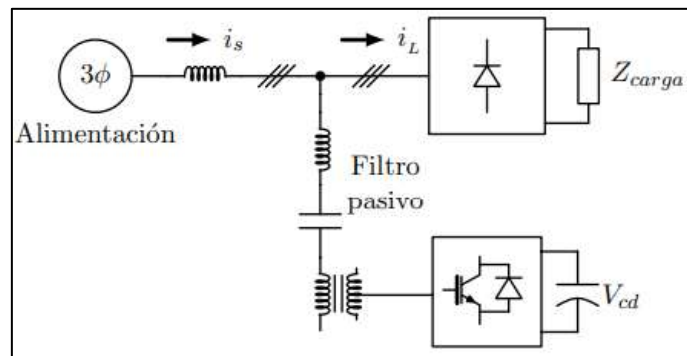 i_s
i_L
3ϕ
Z_carga
Alimentación
Filtro
pasivo
V_cd